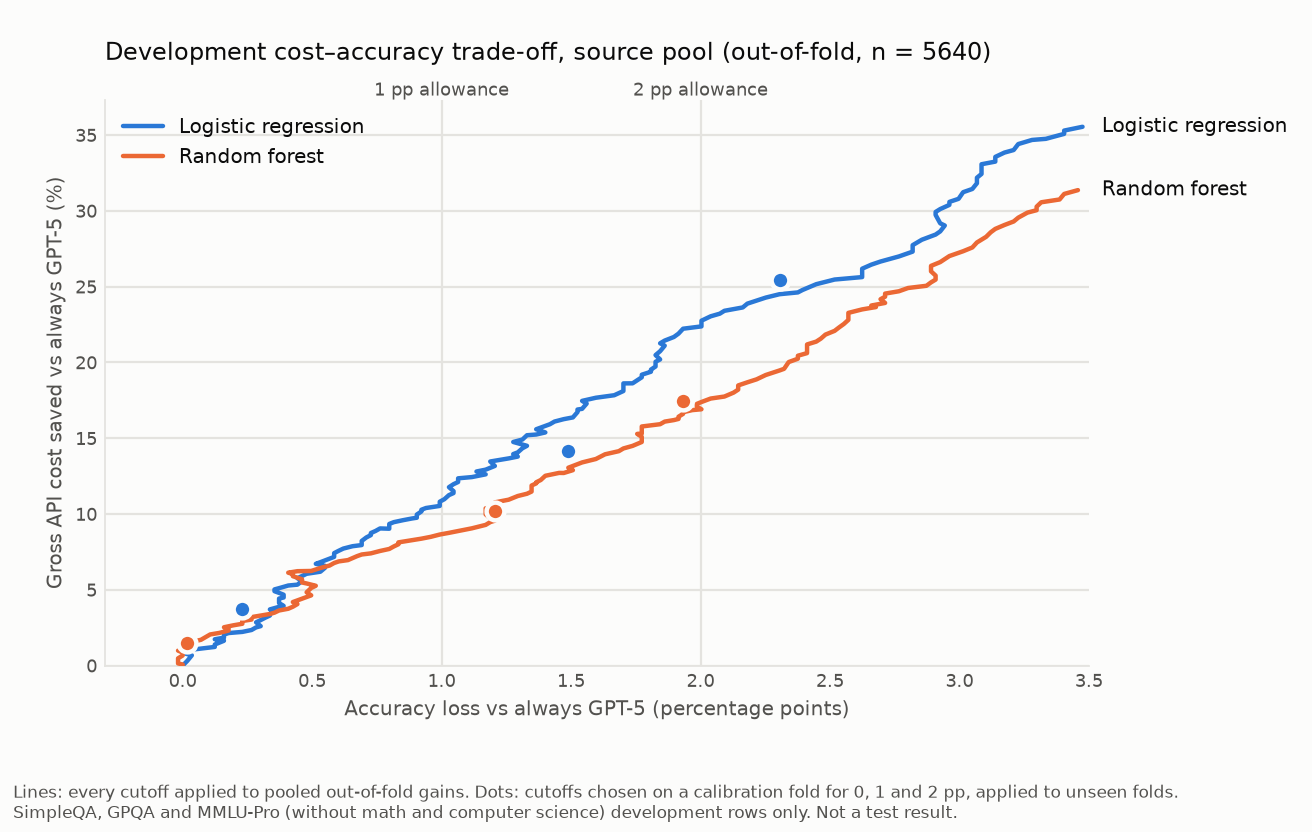 Development cost–accuracy trade-off, source pool (out-of-fold, n = 5640)
1 pp allowance
2 pp allowance
Logistic regression
Random forest
Logistic regression
Random forest
Gross API cost saved vs always GPT-5 (%)
35
30
25
20
15
10
5
0
0.0
0.5
1.0
1.5
2.0
2.5
3.0
3.5
Accuracy loss vs always GPT-5 (percentage points)
Lines: every cutoff applied to pooled out-of-fold gains. Dots: cutoffs chosen on a calibration fold for 0, 1 and 2 pp, applied to unseen folds.
SimpleQA, GPQA and MMLU-Pro (without math and computer science) development rows only. Not a test result.